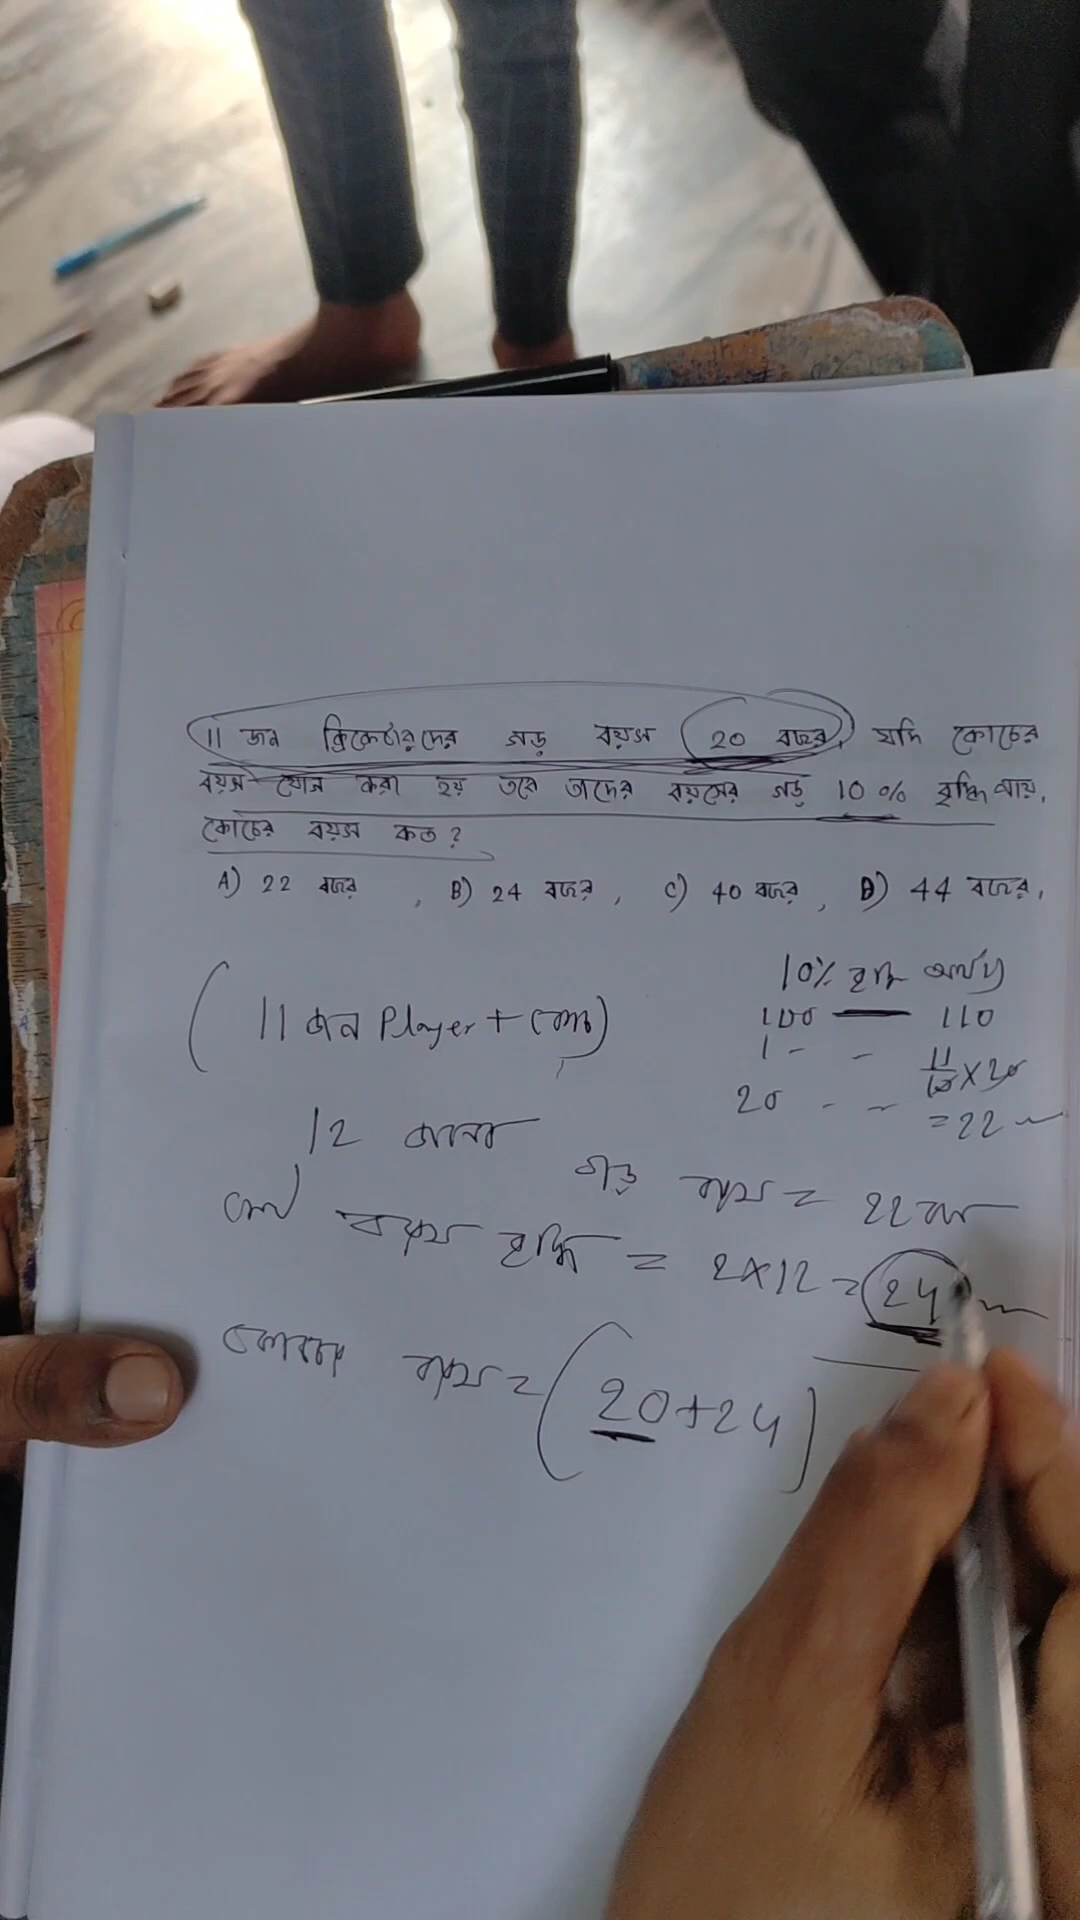 11 জন ক্রিকেটারদের গড় বয়স 20 বছর, যদি কোচের
বয়স যোগ করা হয় তবে তাদের বয়সের গড় 10% বৃদ্ধি পায়,
কোচের বয়স কত?
A) 22 বছর , B) 24 বছর , C) 40 বছর , D) 44 বছর,
10% বৃদ্ধি অর্থাৎ
100 — 110
1 - - 11/10 × 20
20 - - = 22
(11 জন Player + কোচ)
12 জনের
গড় বয়স = 22
বয়স বৃদ্ধি = 2×12 = 24
কোচের বয়স = (20+24)